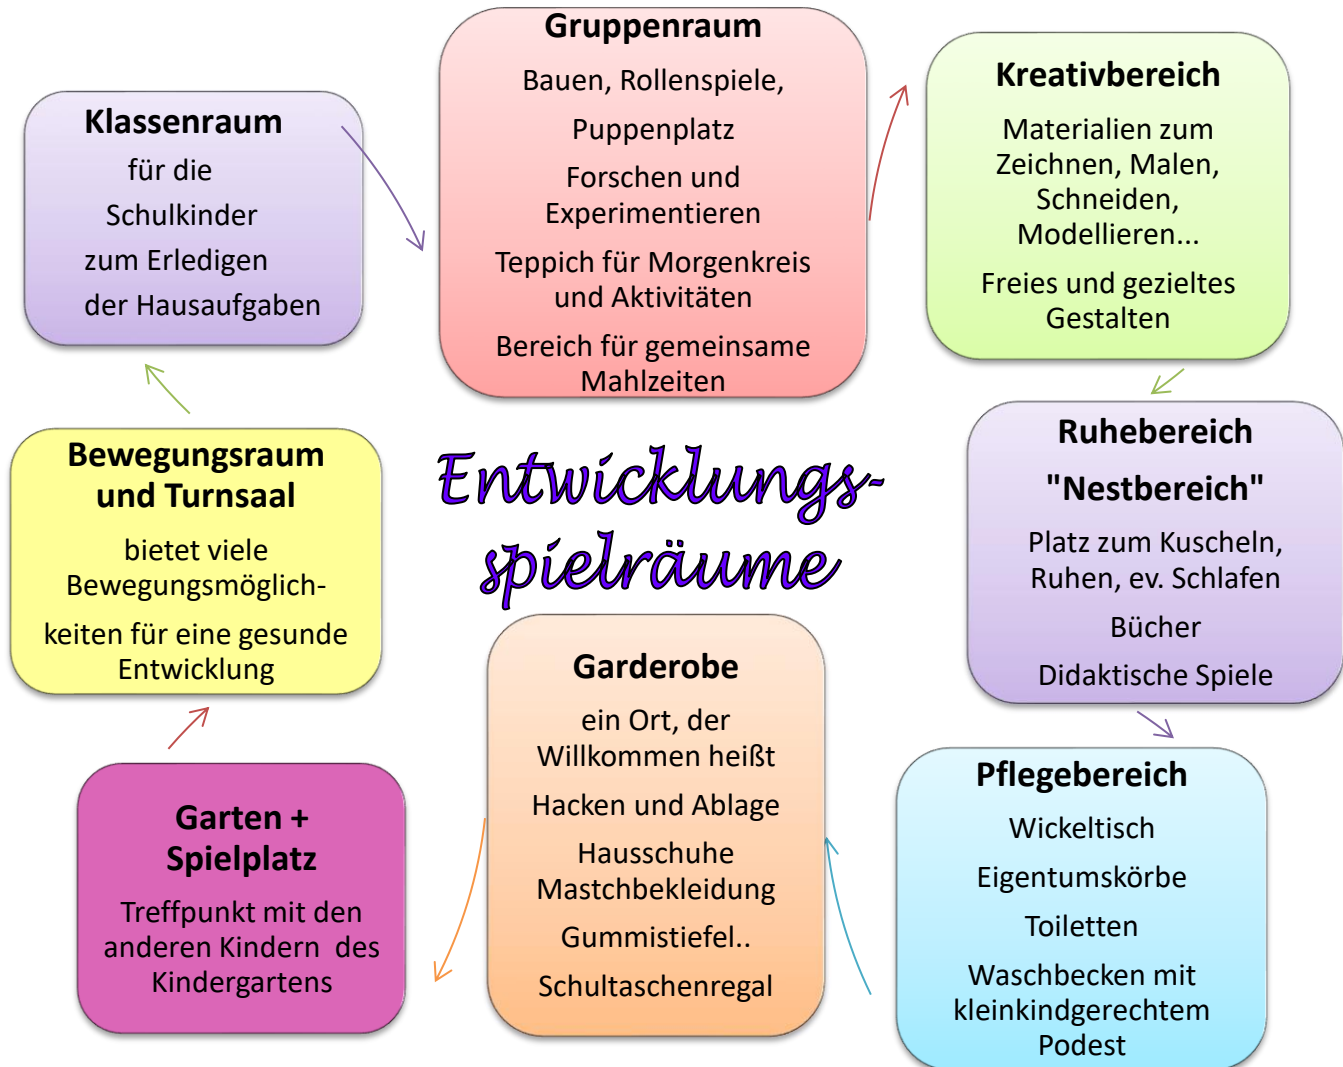 Gruppenraum
Bauen, Rollenspiele,
Puppenplatz
Forschen und
Experimentieren
Teppich für Morgenkreis
und Aktivitäten
Bereich für gemeinsame
Mahlzeiten
Kreativbereich
Materialien zum
Zeichnen, Malen,
Schneiden,
Modellieren...
Freies und gezieltes
Gestalten
Ruhebereich
"Nestbereich"
Platz zum Kuscheln,
Ruhen, ev. Schlafen
Bücher
Didaktische Spiele
Pflegebereich
Wickeltisch
Eigentumskörbe
Toiletten
Waschbecken mit
kleinkindgerechtem
Podest
Garderobe
ein Ort, der
Willkommen heißt
Hacken und Ablage
Hausschuhe
Mastchbekleidung
Gummistiefel..
Schultaschenregal
Garten +
Spielplatz
Treffpunkt mit den
anderen Kindern des
Kindergartens
Bewegungsraum
und Turnsaal
bietet viele
Bewegungsmöglich-
keiten für eine gesunde
Entwicklung
Klassenraum
für die
Schulkinder
zum Erledigen
der Hausaufgaben
Entwicklungs-
spielräume